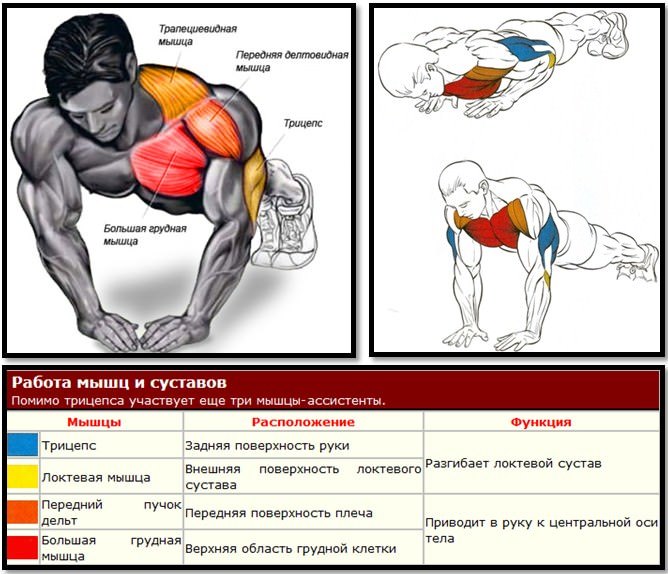 Трапециевидная
мышца
Передняя дельтовидная
мышца
Трицепс
Большая грудная
мышца
Работа мышц и суставов
Помимо трицепса участвует еще три мышцы-ассистенты.
Мышцы Расположение Функция
Трицепс Задняя поверхность руки
Разгибает локтевой сустав
Локтевая мышца Внешняя поверхность локтевого
сустава
Передний пучок
дельт Передняя поверхность плеча
Приводит в руку к центральной оси
тела
Большая грудная
мышца Верхняя область грудной клетки